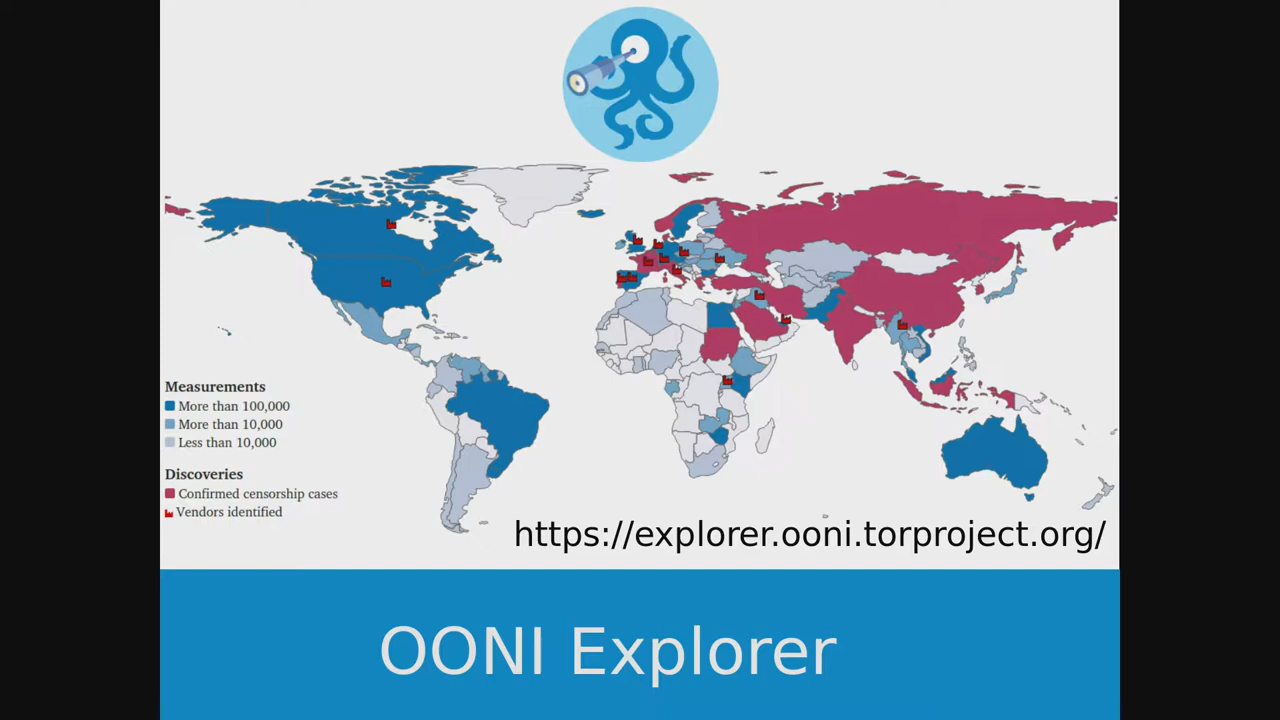 Measurements
More than 100,000
More than 10,000
Less than 10,000
Discoveries
Confirmed censorship cases
Vendors identified
https://explorer.ooni.torproject.org/
OONI Explorer